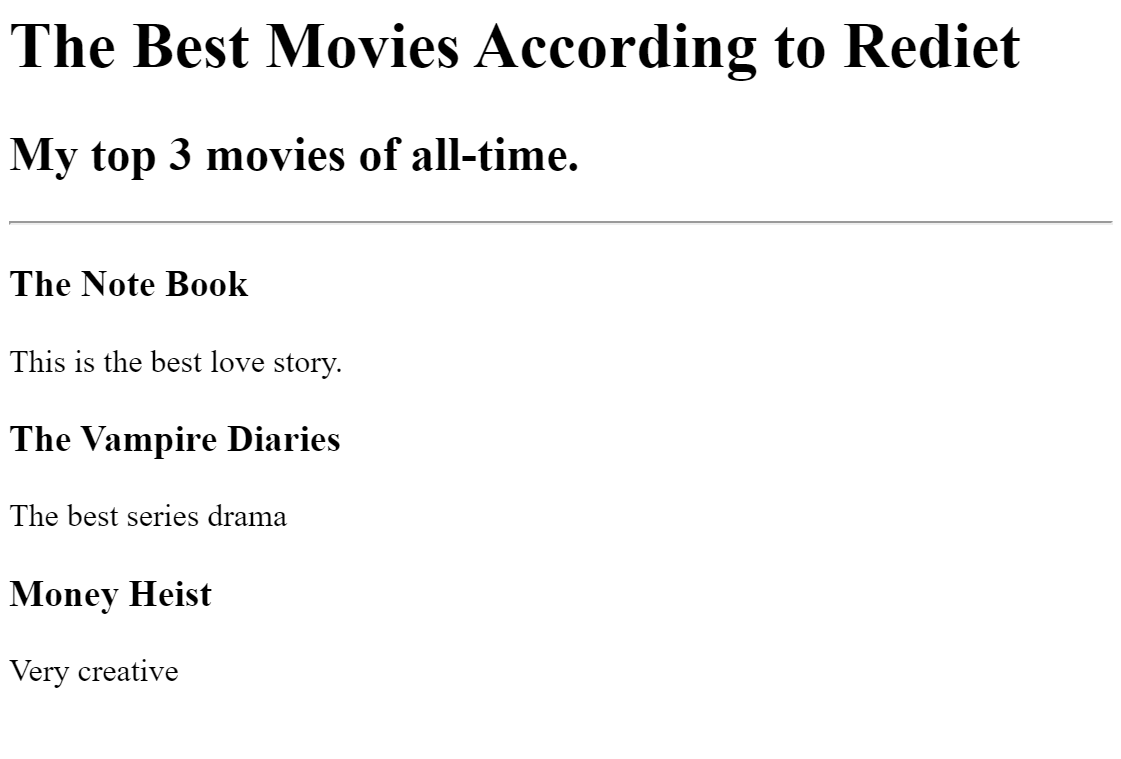 The Best Movies According to Rediet
My top 3 movies of all-time.
The Note Book
This is the best love story.
The Vampire Diaries
The best series drama
Money Heist
Very creative